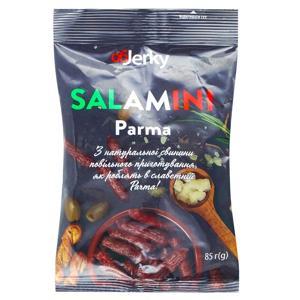 Jerky
SALAMINI
Parma
З натуральної свинини
повільного приготування,
як роблять в славетній
Parma!
85 г(g)